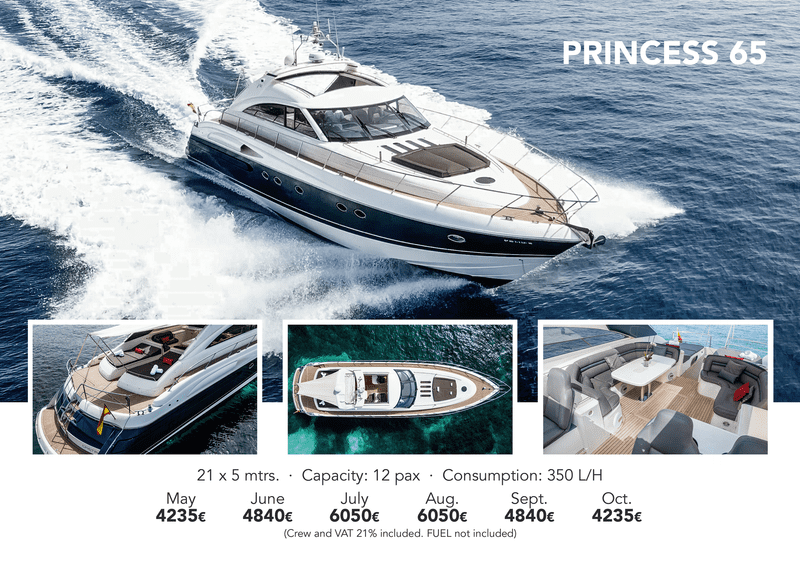 PRINCESS 65
21 x 5 mtrs. · Capacity: 12 pax · Consumption: 350 L/H
May June July Aug. Sept. Oct.
4235€ 4840€ 6050€ 6050€ 4840€ 4235€
(Crew and VAT 21% included. FUEL not included)